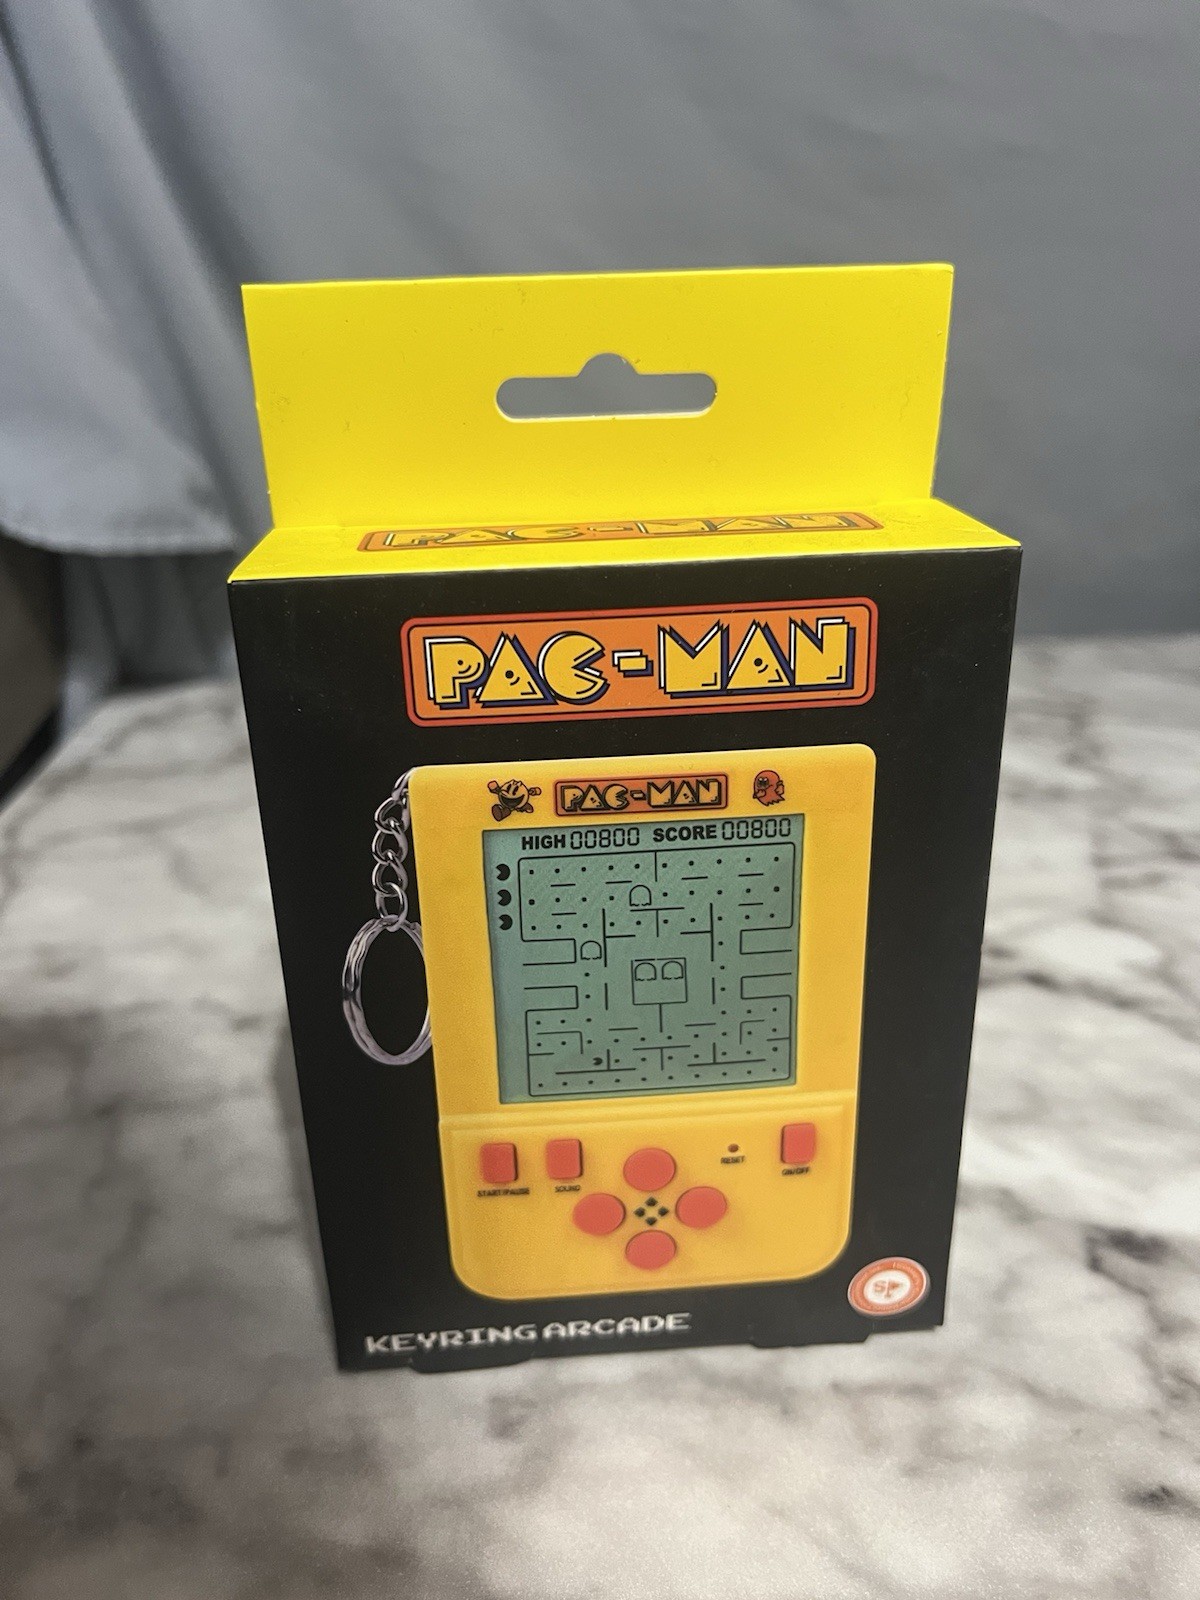 PAC-MAN
PAC-MAN
PAC-MAN
HIGH 00800 SCORE 00800
START/PAUSE
SOUND
RESET
ON/OFF
KEYRING ARCADE